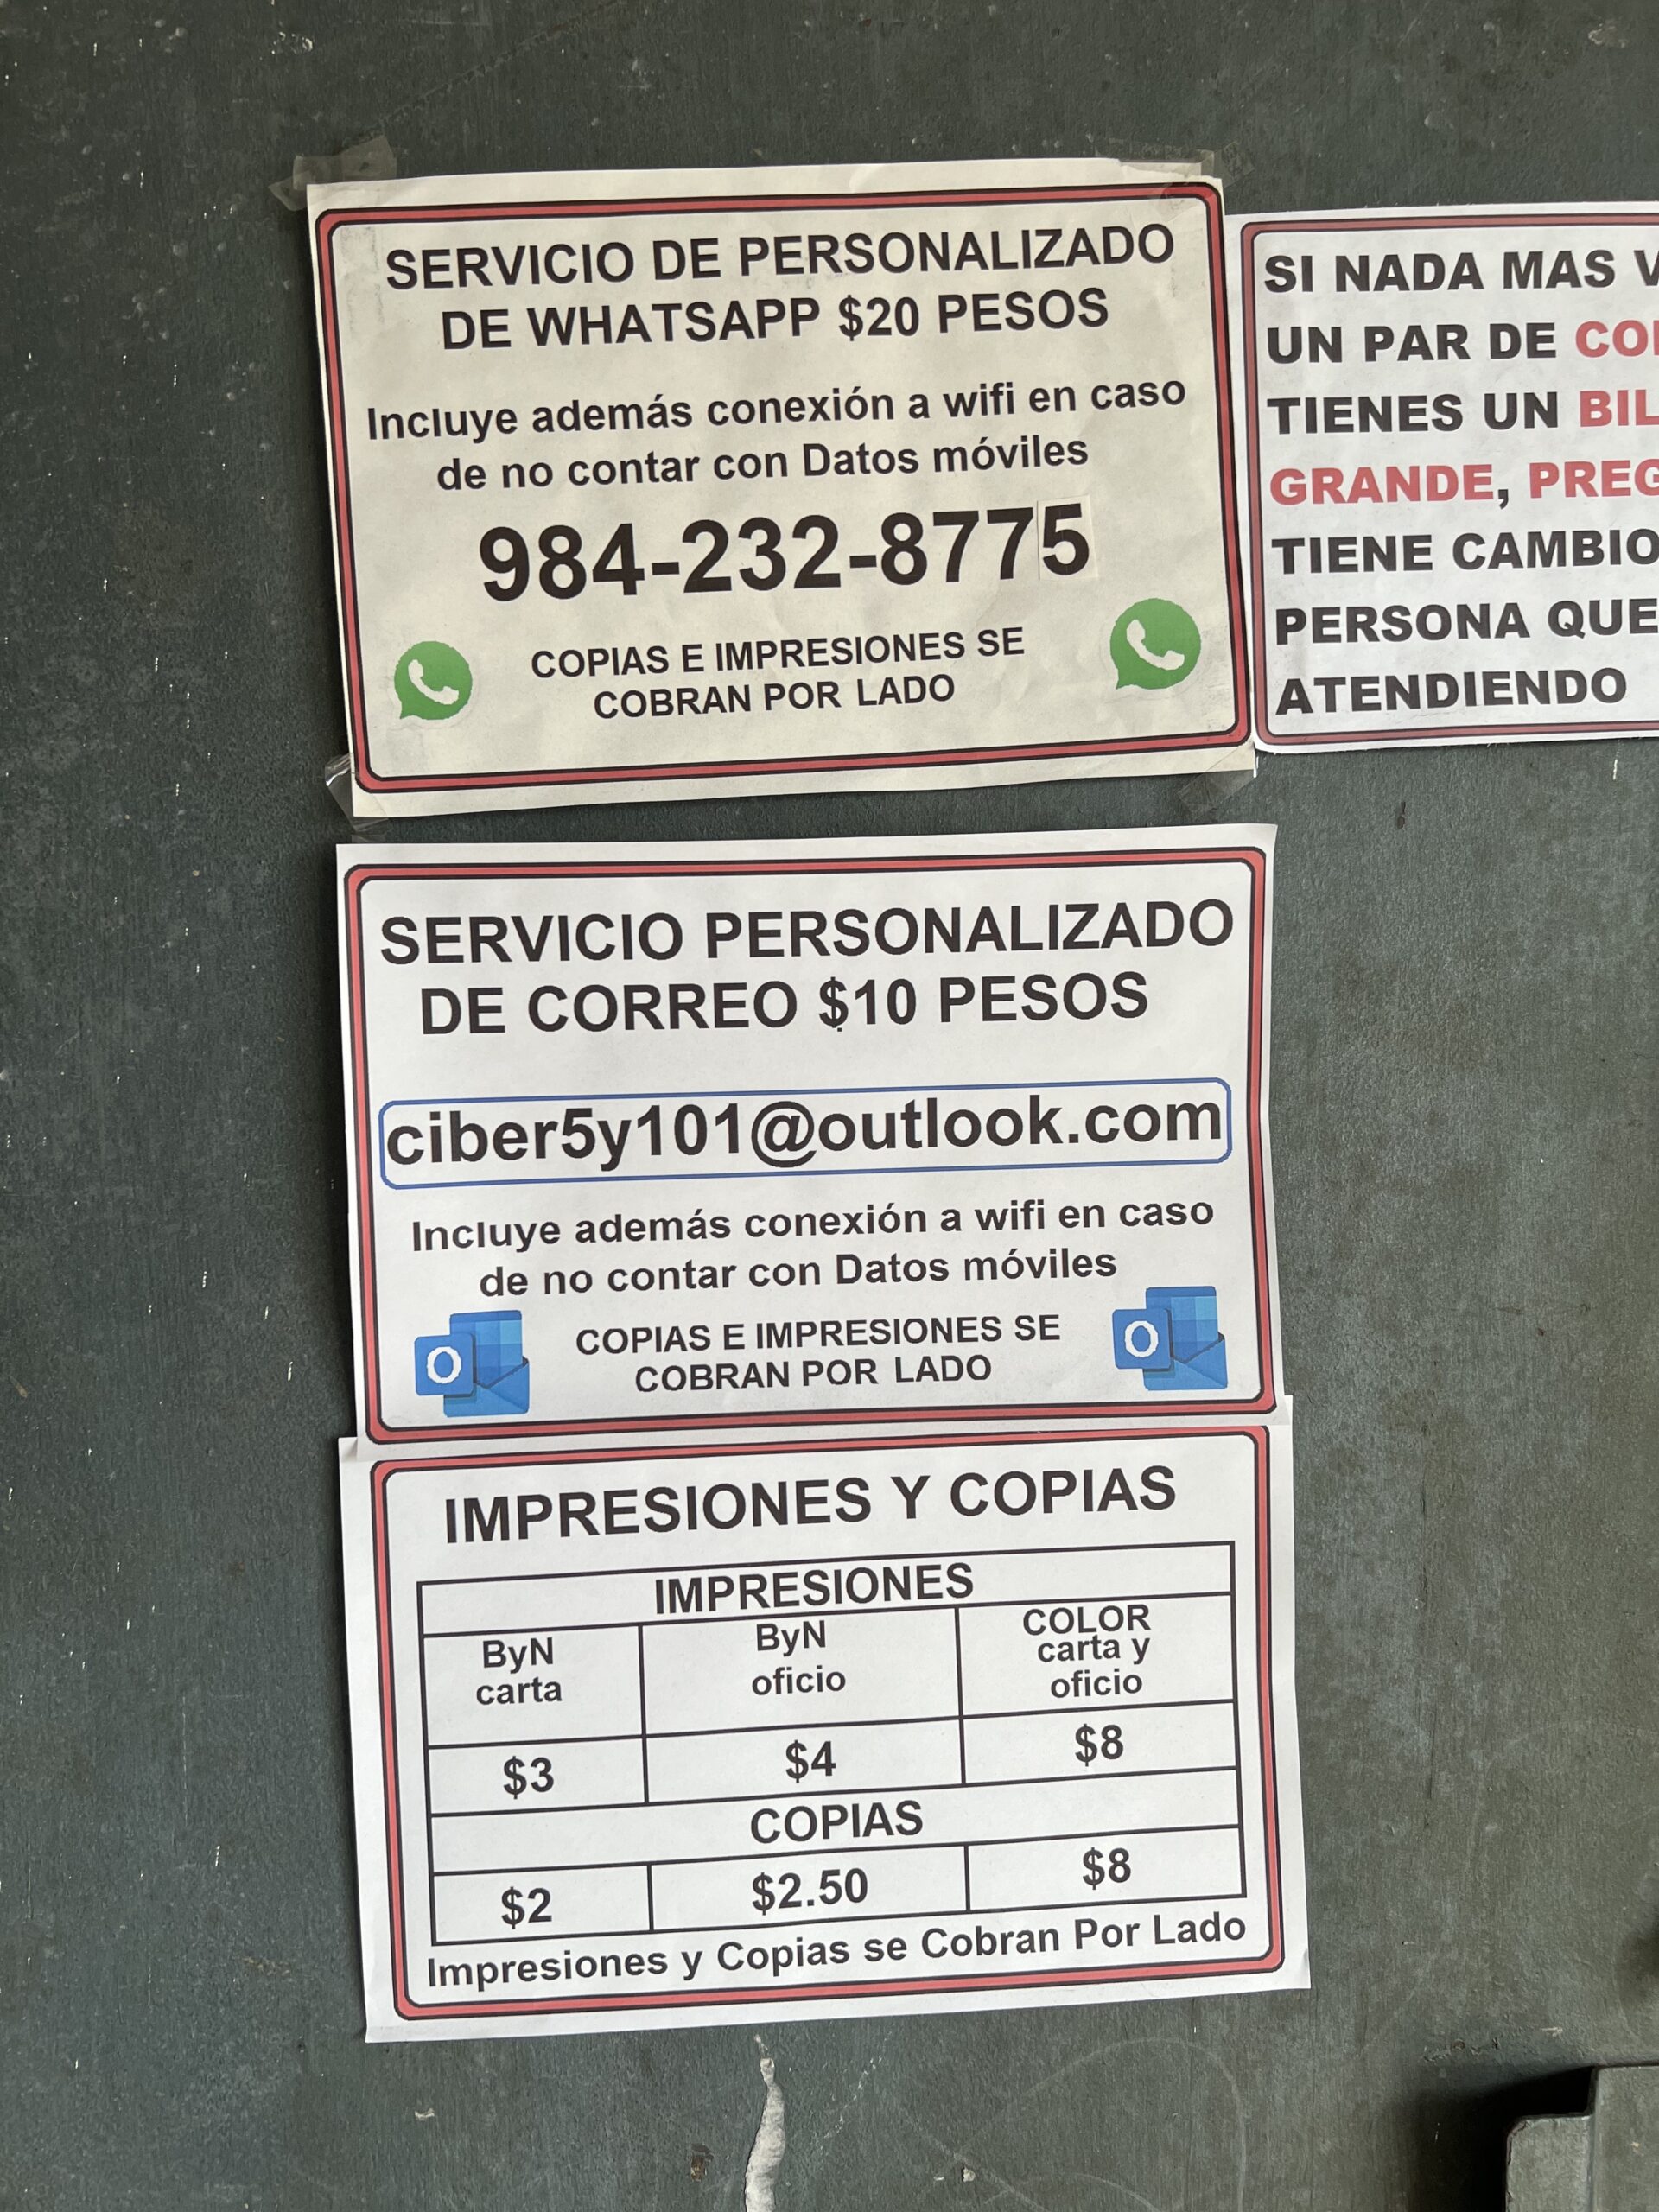 SERVICIO DE PERSONALIZADO
DE WHATSAPP $20 PESOS
Incluye además conexión a wifi en caso
de no contar con Datos móviles
984-232-8775
COPIAS E IMPRESIONES SE
COBRAN POR LADO
SI NADA MAS
UN PAR DE
TIENES UN
GRANDE,
TIENE CAMBIO
PERSONA QUE
ATENDIENDO
SERVICIO PERSONALIZADO
DE CORREO $10 PESOS
ciber5y101@outlook.com
Incluye además conexión a wifi en caso
de no contar con Datos móviles
COPIAS E IMPRESIONES SE
COBRAN POR LADO
IMPRESIONES Y COPIAS
IMPRESIONES
ByN carta
ByN oficio
COLOR carta y oficio
$3 $4 $8
COPIAS
$2 $2.50 $8
Impresiones y Copias se Cobran Por Lado